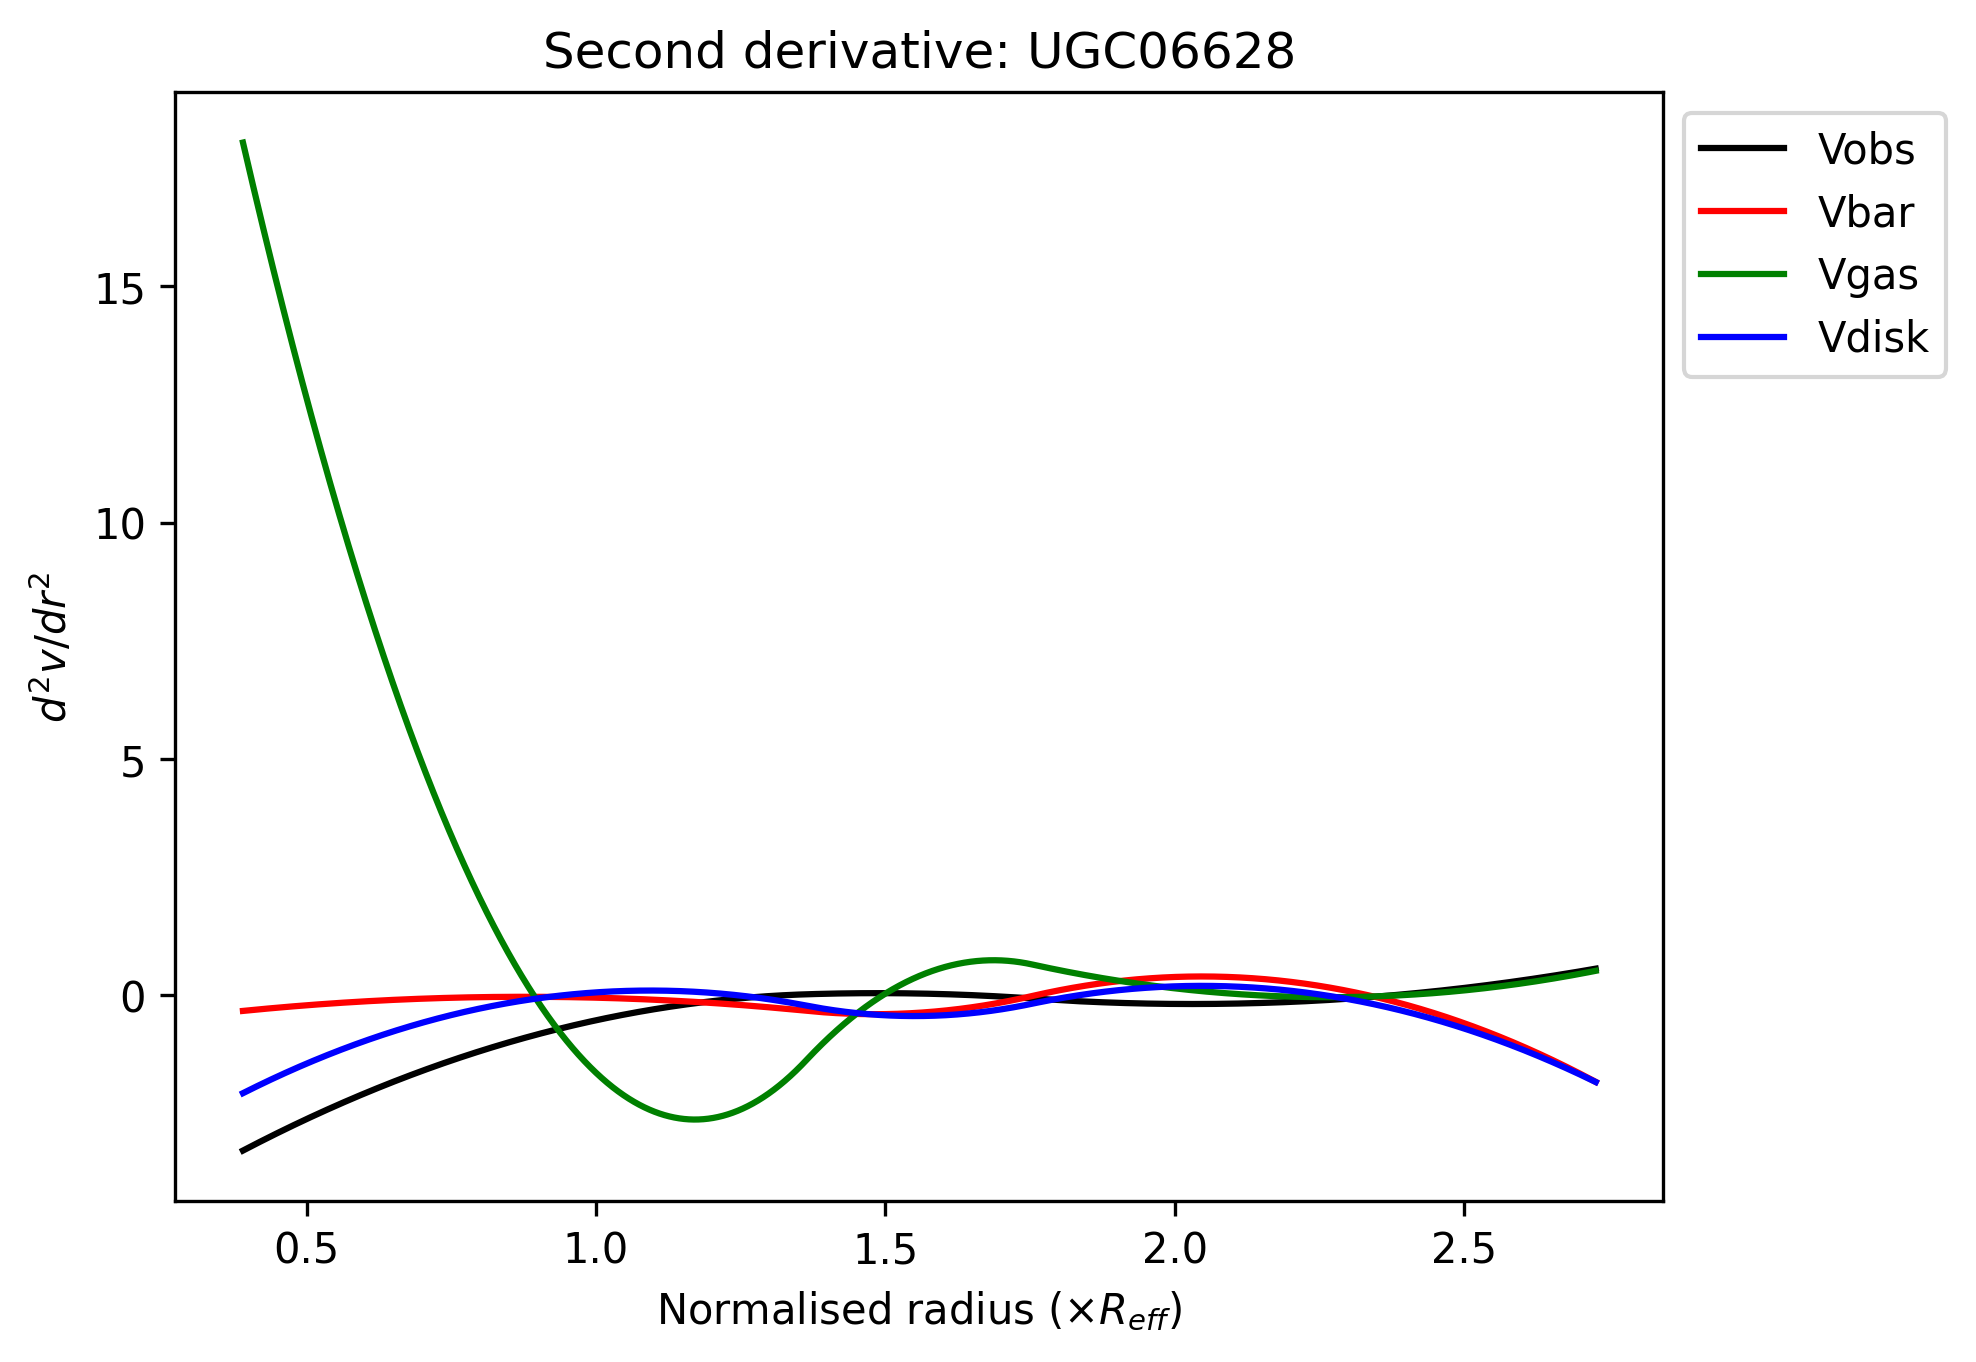 Second derivative: UGC06628
Vobs
Vbar
Vgas
Vdisk
15
10
5
0
d²v/dr²
0.5 1.0 1.5 2.0 2.5
Normalised radius (×R_eff)